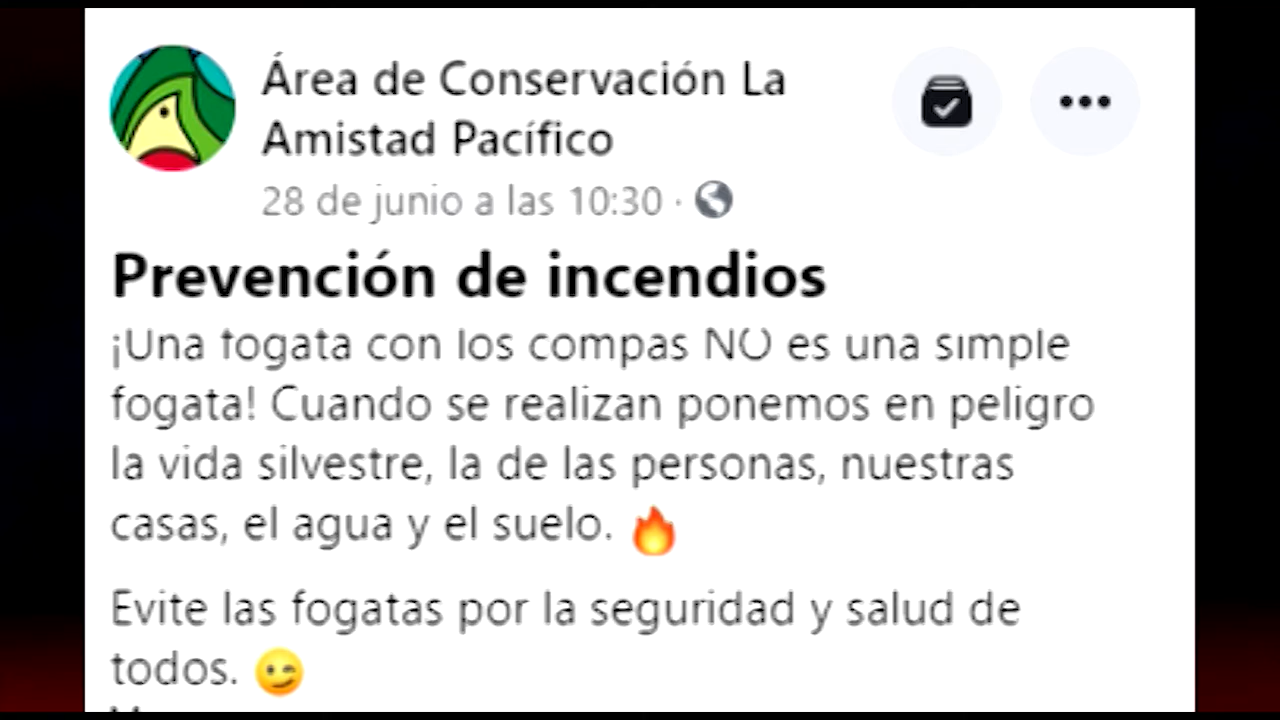 Área de Conservación La
Amistad Pacífico
28 de junio a las 10:30 ·
Prevención de incendios
¡Una fogata con los compas NO es una simple
fogata! Cuando se realizan ponemos en peligro
la vida silvestre, la de las personas, nuestras
casas, el agua y el suelo. 🔥
Evite las fogatas por la seguridad y salud de
todos. 😉